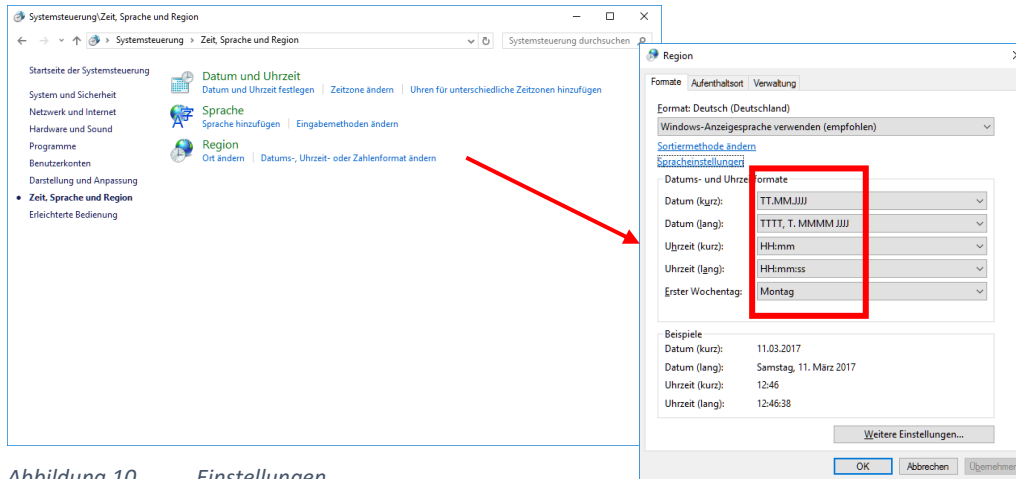 Systemsteuerung\Zeit, Sprache und Region
Systemsteuerung › Zeit, Sprache und Region
Systemsteuerung durchsuchen
Startseite der Systemsteuerung
System und Sicherheit
Netzwerk und Internet
Hardware und Sound
Programme
Benutzerkonten
Darstellung und Anpassung
Zeit, Sprache und Region
Erleichterte Bedienung
Datum und Uhrzeit
Datum und Uhrzeit festlegen | Zeitzone ändern | Uhren für unterschiedliche Zeitzonen hinzufügen
Sprache
Sprache hinzufügen | Eingabemethoden ändern
Region
Ort ändern | Datums-, Uhrzeit- oder Zahlenformat ändern
Region
Formate Aufenthaltsort Verwaltung
Format: Deutsch (Deutschland)
Windows-Anzeigesprache verwenden (empfohlen)
Sortiermethode ändern
Spracheinstellungen
Datums- und Uhrzeitformate
Datum (kurz): TT.MM.JJJJ
Datum (lang): TTTT, T. MMMM JJJJ
Uhrzeit (kurz): HH:mm
Uhrzeit (lang): HH:mm:ss
Erster Wochentag: Montag
Beispiele
Datum (kurz): 11.03.2017
Datum (lang): Samstag, 11. März 2017
Uhrzeit (kurz): 12:46
Uhrzeit (lang): 12:46:38
Weitere Einstellungen...
OK Abbrechen Übernehmen
Abbildung 10 Einstellungen